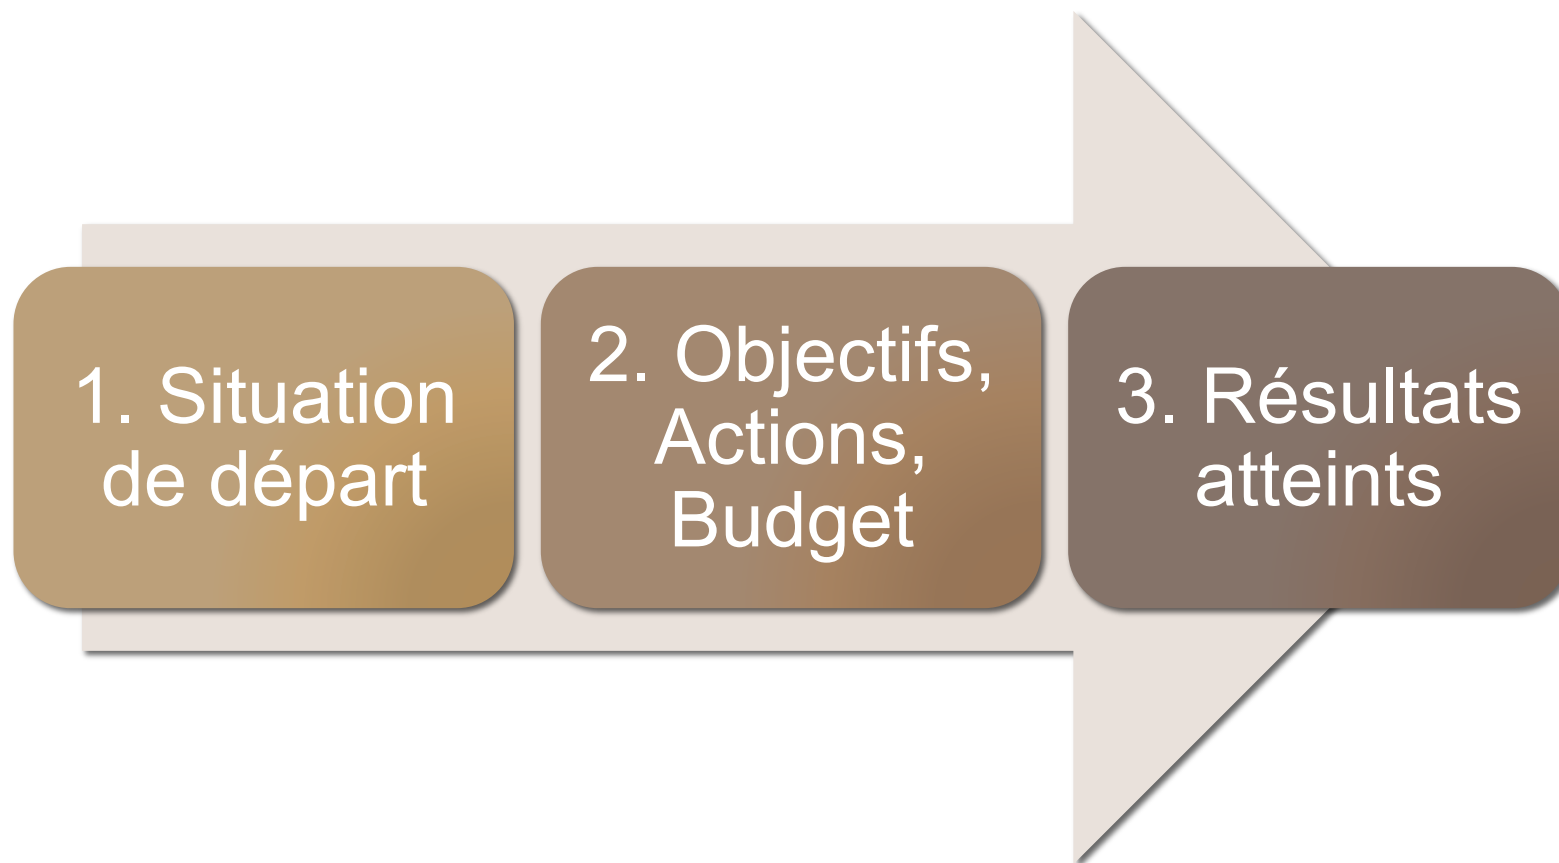 1. Situation
de départ
2. Objectifs,
Actions,
Budget
3. Résultats
atteints